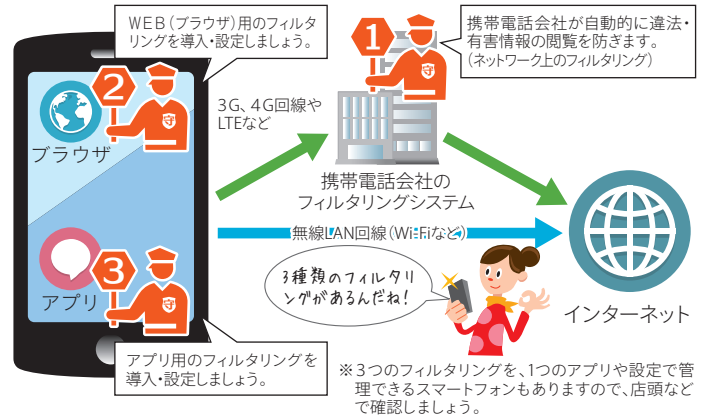 WEB(ブラウザ)用のフィルタ
リングを導入・設定しましょう。
1
携帯電話会社が自動的に違法・
有害情報の閲覧を防ぎます。
(ネットワーク上のフィルタリング)
2
ブラウザ
3G、4G回線や
LTEなど
携帯電話会社の
フィルタリングシステム
無線LAN回線(Wi-Fiなど)
3
アプリ
3種類のフィルタリ
ングがあるんだね!
インターネット
アプリ用のフィルタリングを
導入・設定しましょう。
※3つのフィルタリングを、1つのアプリや設定で管
理できるスマートフォンもありますので、店頭など
で確認しましょう。